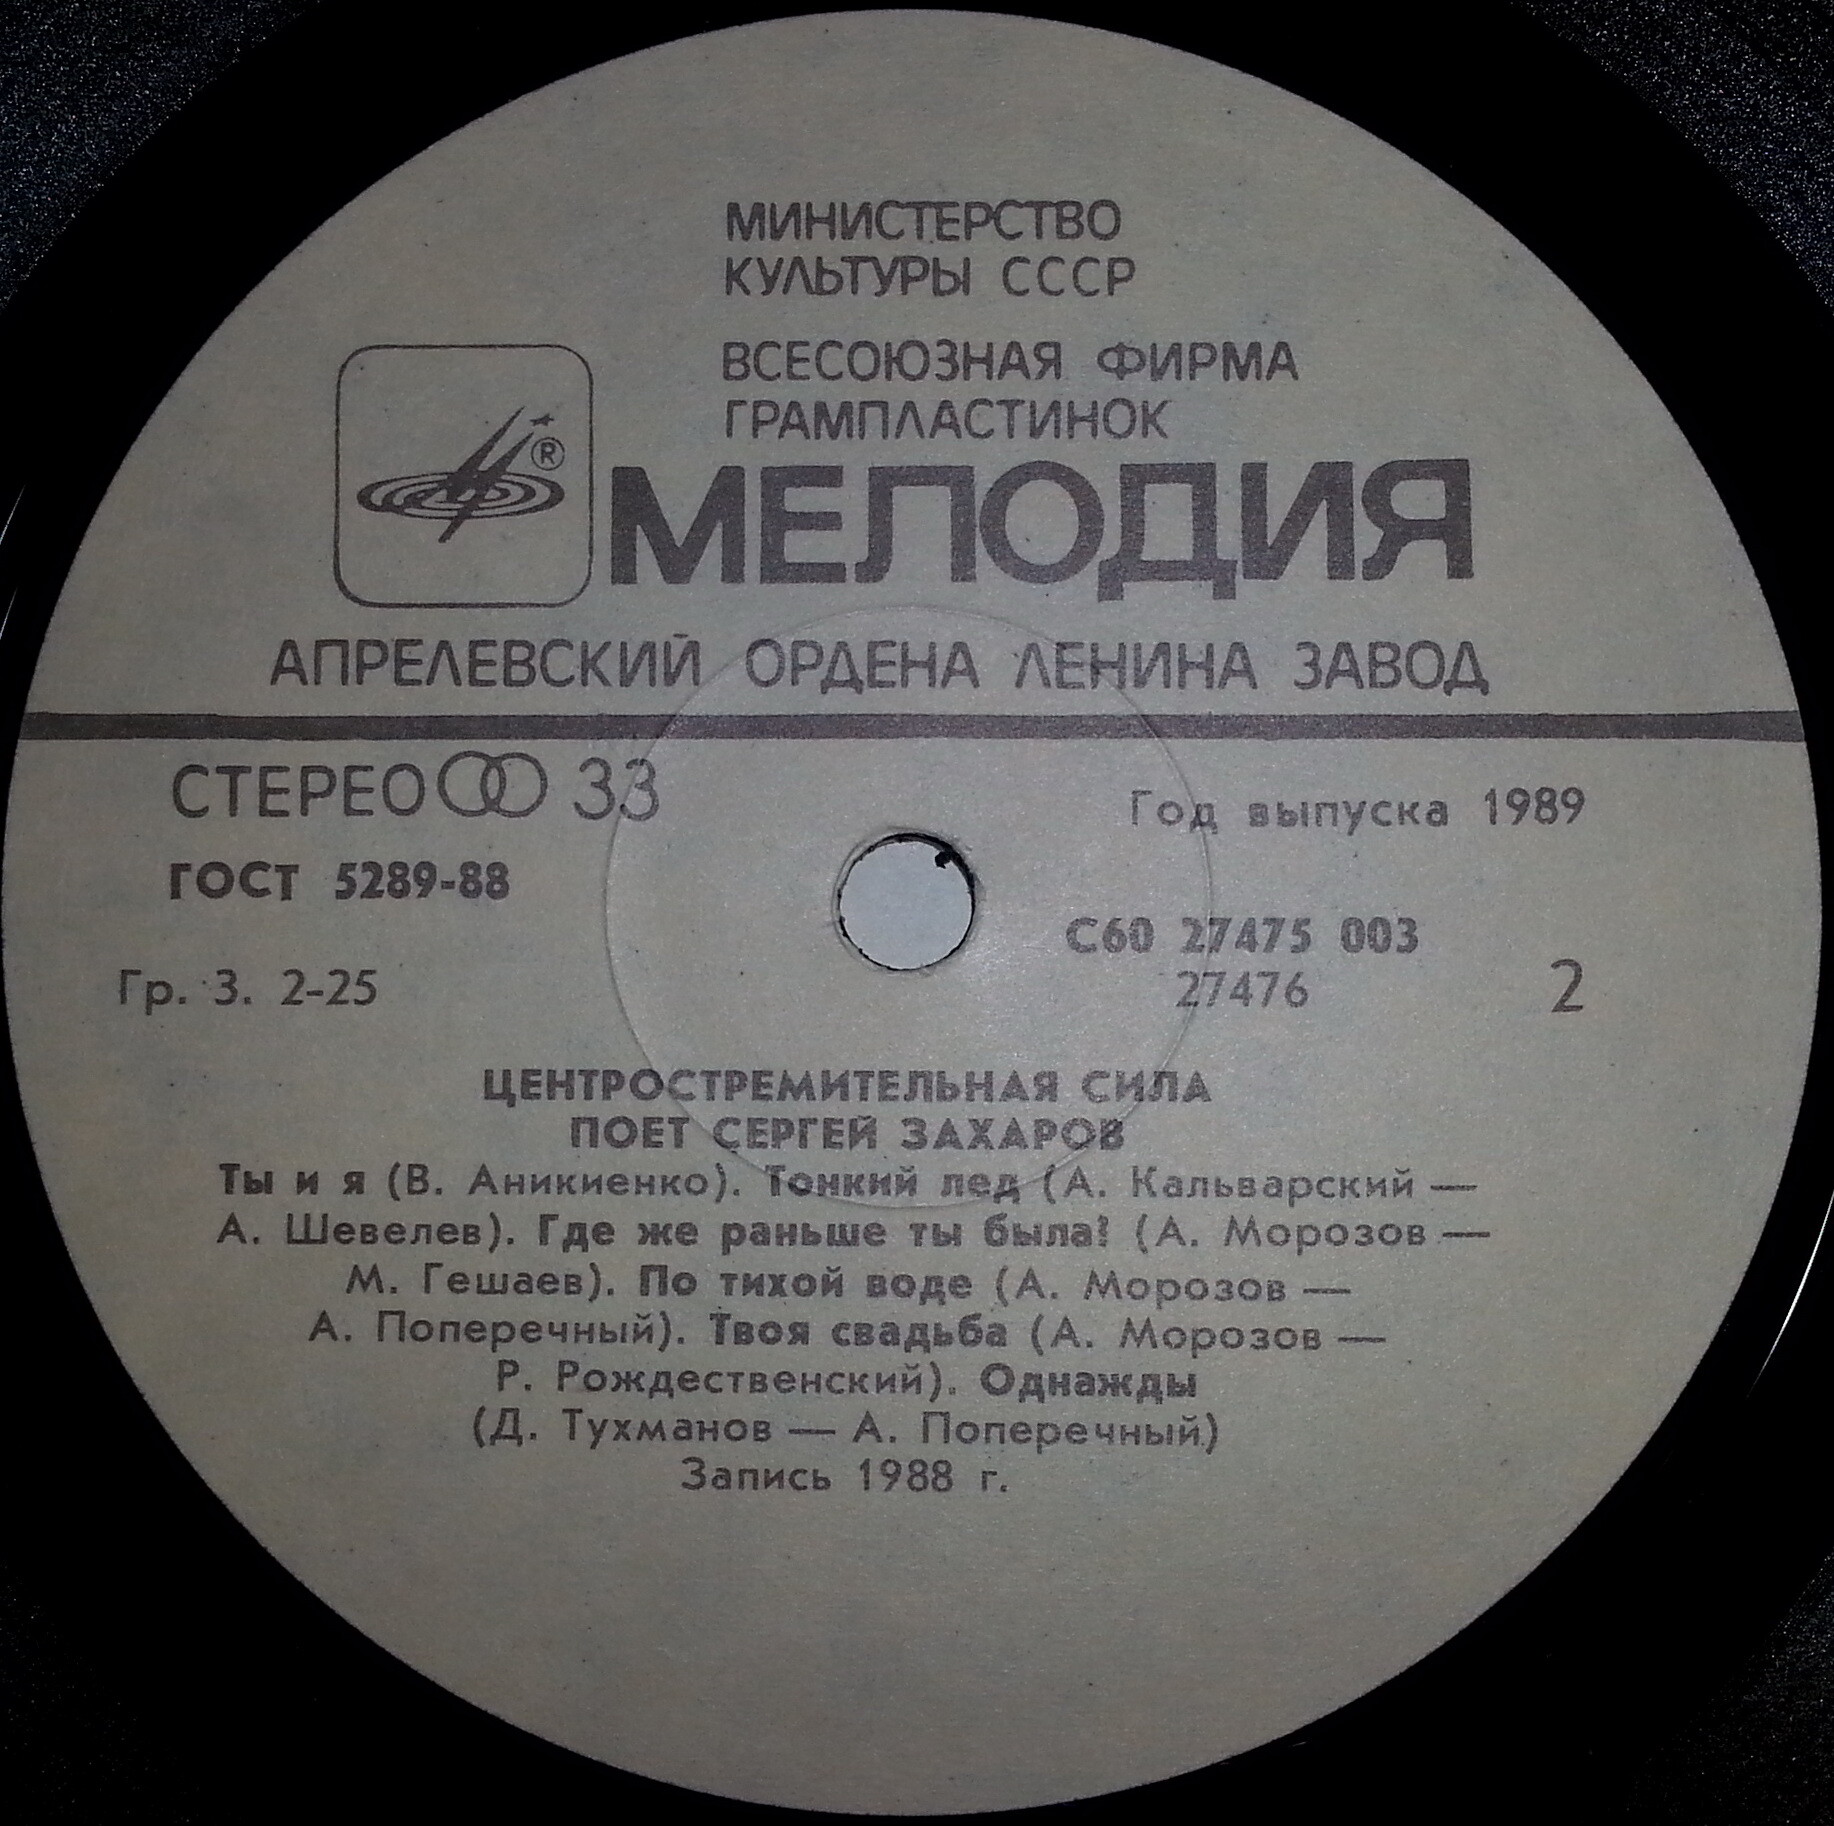 МИНИСТЕРСТВО
КУЛЬТУРЫ СССР
ВСЕСОЮЗНАЯ ФИРМА
ГРАМПЛАСТИНОК
®
МЕЛОДИЯ
АПРЕЛЕВСКИЙ ОРДЕНА ЛЕНИНА ЗАВОД
СТЕРЕО 33
Год выпуска 1989
ГОСТ 5289-88
С60 27475 003
Гр. 3. 2-25
27476
2
ЦЕНТРОСТРЕМИТЕЛЬНАЯ СИЛА
ПОЕТ СЕРГЕЙ ЗАХАРОВ
Ты и я (В. Аникиенко). Тонкий лед (А. Кальварский —
А. Шевелев). Где же раньше ты была? (А. Морозов —
М. Гешаев). По тихой воде (А. Морозов —
А. Поперечный). Твоя свадьба (А. Морозов —
Р. Рождественский). Однажды
(Д. Тухманов — А. Поперечный)
Запись 1988 г.